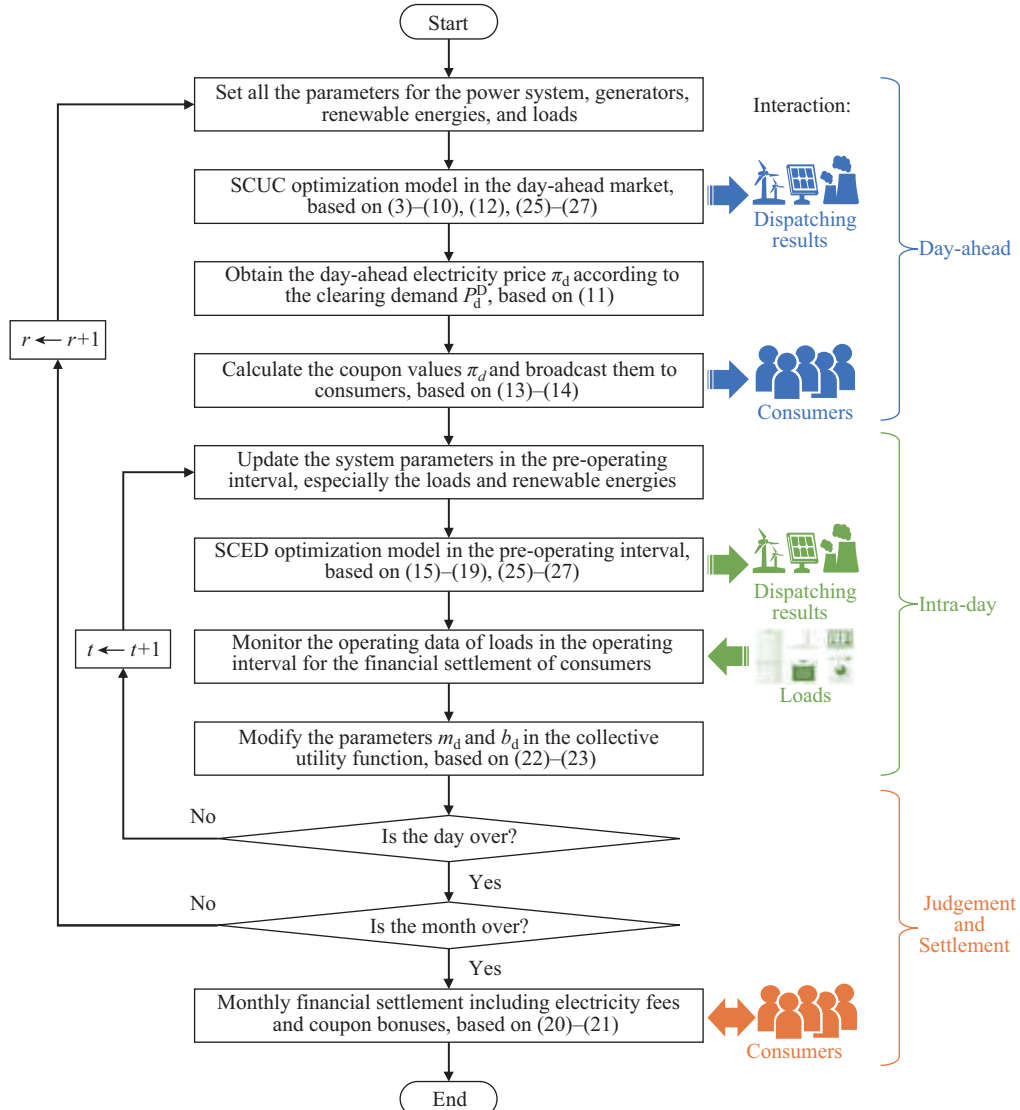 Start
Set all the parameters for the power system, generators,
renewable energies, and loads
Interaction:
SCUC optimization model in the day-ahead market,
based on (3)–(10), (12), (25)–(27)
Dispatching
results
Day-ahead
Obtain the day-ahead electricity price π_d according to
the clearing demand P_d^D, based on (11)
r ← r+1
Calculate the coupon values π_d and broadcast them to
consumers, based on (13)–(14)
Consumers
Update the system parameters in the pre-operating
interval, especially the loads and renewable energies
SCED optimization model in the pre-operating interval,
based on (15)–(19), (25)–(27)
Dispatching
results
Intra-day
t ← t+1
Monitor the operating data of loads in the operating
interval for the financial settlement of consumers
Loads
Modify the parameters m_d and b_d in the collective
utility function, based on (22)–(23)
No
Is the day over?
Yes
No
Is the month over?
Judgement
and
Settlement
Yes
Monthly financial settlement including electricity fees
and coupon bonuses, based on (20)–(21)
Consumers
End